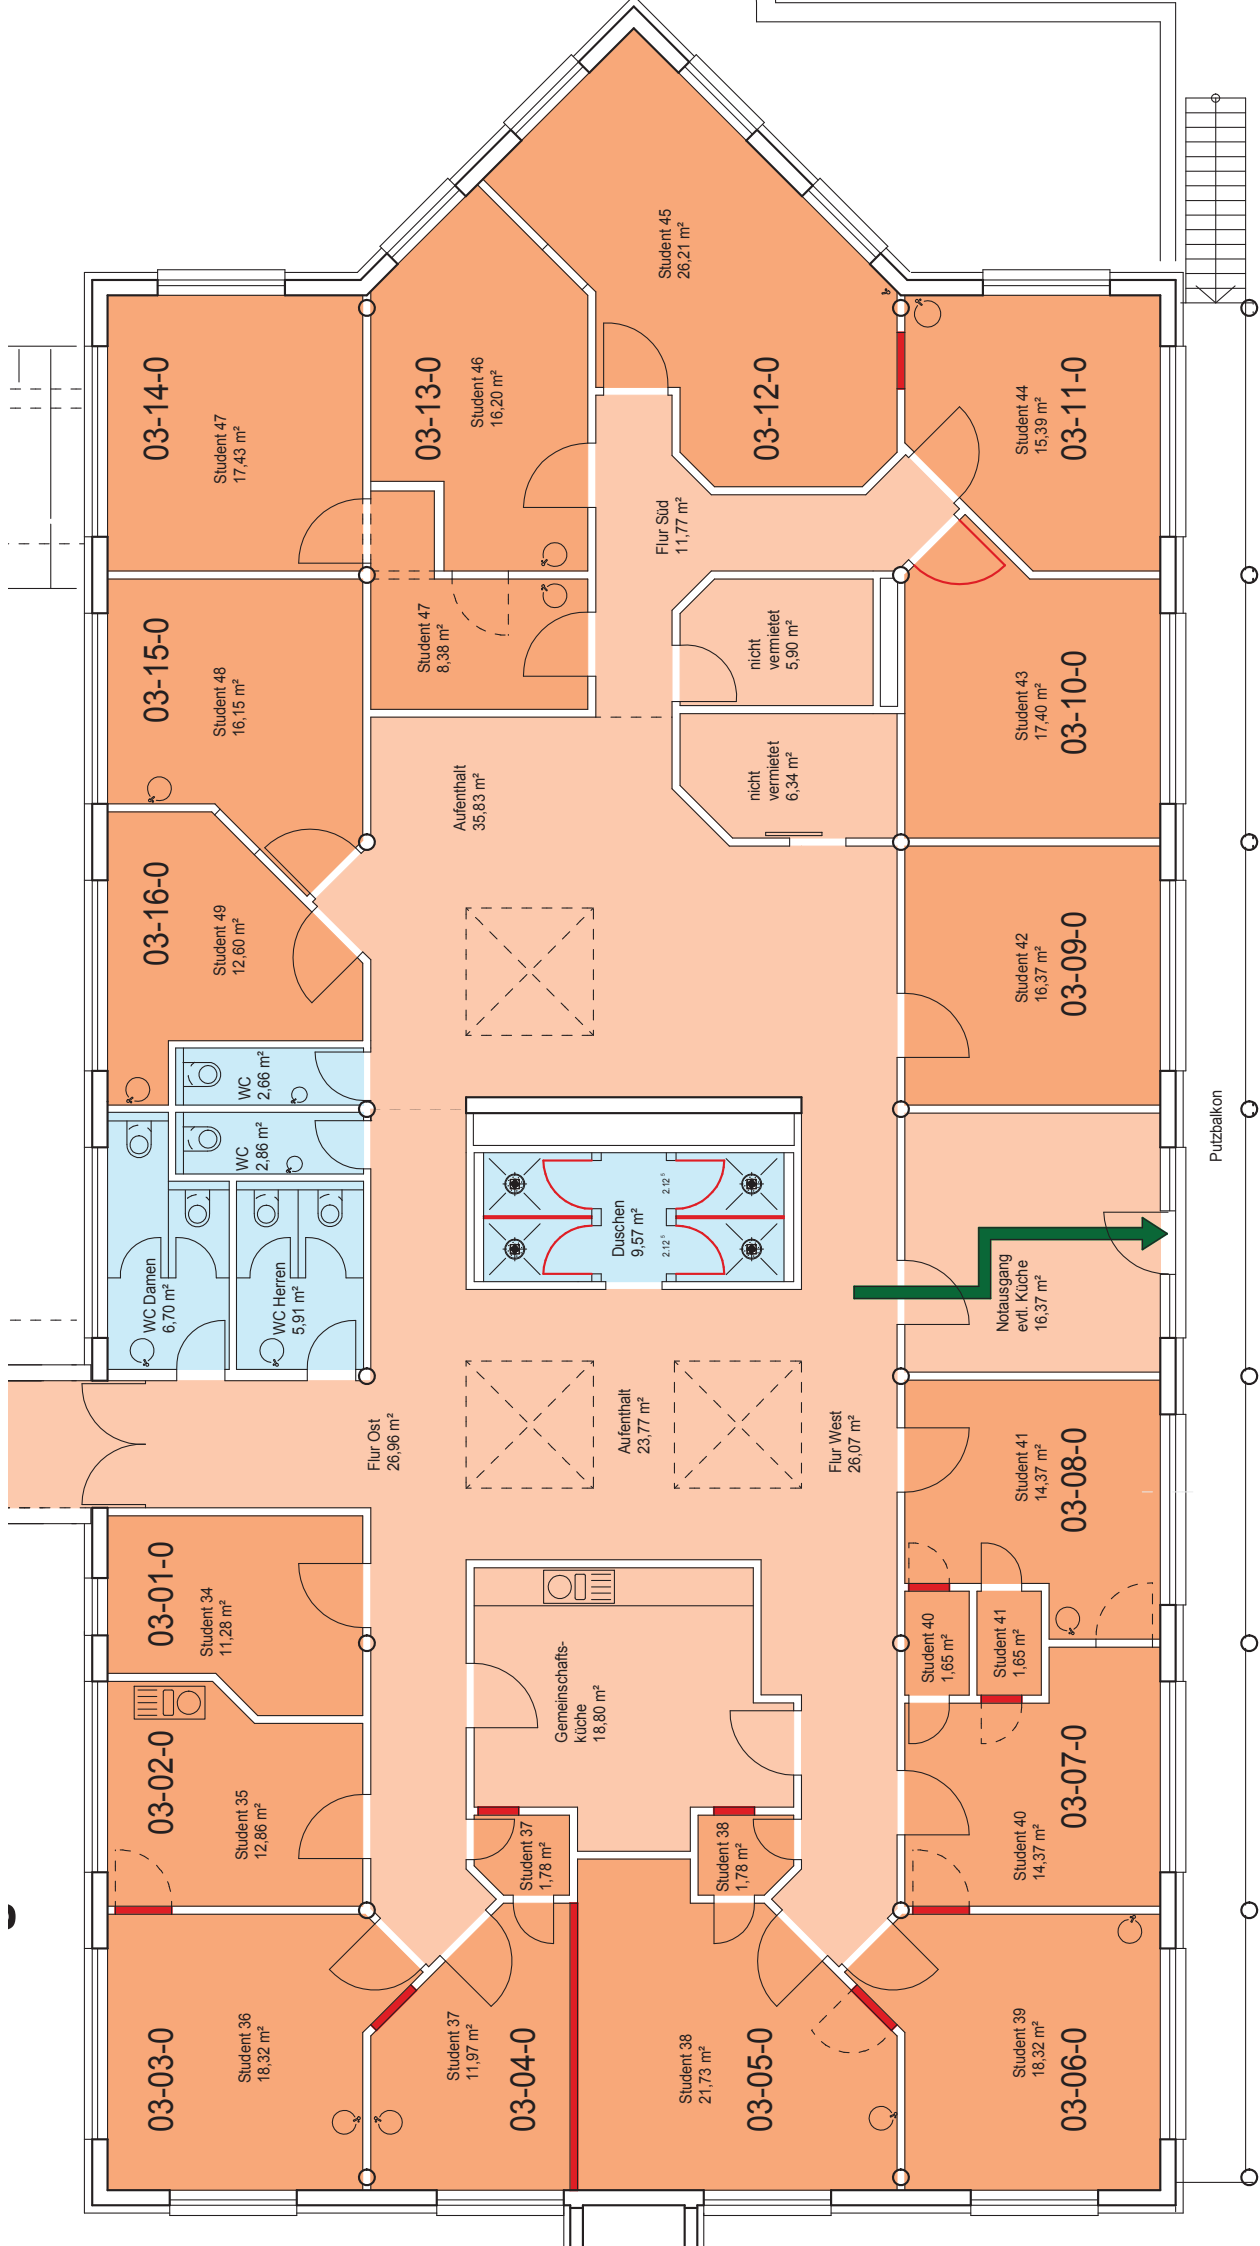 03-14-0
Student 47
17,43 m²
03-15-0
Student 48
16,15 m²
03-16-0
Student 49
12,60 m²
03-13-0
Student 46
16,20 m²
Student 47
8,38 m²
Student 45
26,21 m²
03-12-0
Student 44
15,39 m²
03-11-0
Flur Süd
11,77 m²
nicht
vermietet
5,90 m²
nicht
vermietet
6,34 m²
Student 43
17,40 m²
03-10-0
Student 42
16,37 m²
03-09-0
Aufenthalt
35,83 m²
WC
2,66 m²
WC
2,86 m²
WC Damen
6,70 m²
WC Herren
5,91 m²
Duschen
9,57 m²
2.12⁵
2.12⁵
Notausgang
evtl. Küche
16,37 m²
Putzbalkon
Flur Ost
26,96 m²
Aufenthalt
23,77 m²
Flur West
26,07 m²
03-01-0
Student 34
11,28 m²
03-02-0
Student 35
12,86 m²
03-03-0
Student 36
18,32 m²
Gemeinschafts-
küche
18,80 m²
Student 37
1,78 m²
Student 38
1,78 m²
Student 37
11,97 m²
03-04-0
Student 38
21,73 m²
03-05-0
Student 41
14,37 m²
03-08-0
Student 40
1,65 m²
Student 41
1,65 m²
Student 40
14,37 m²
03-07-0
Student 39
18,32 m²
03-06-0